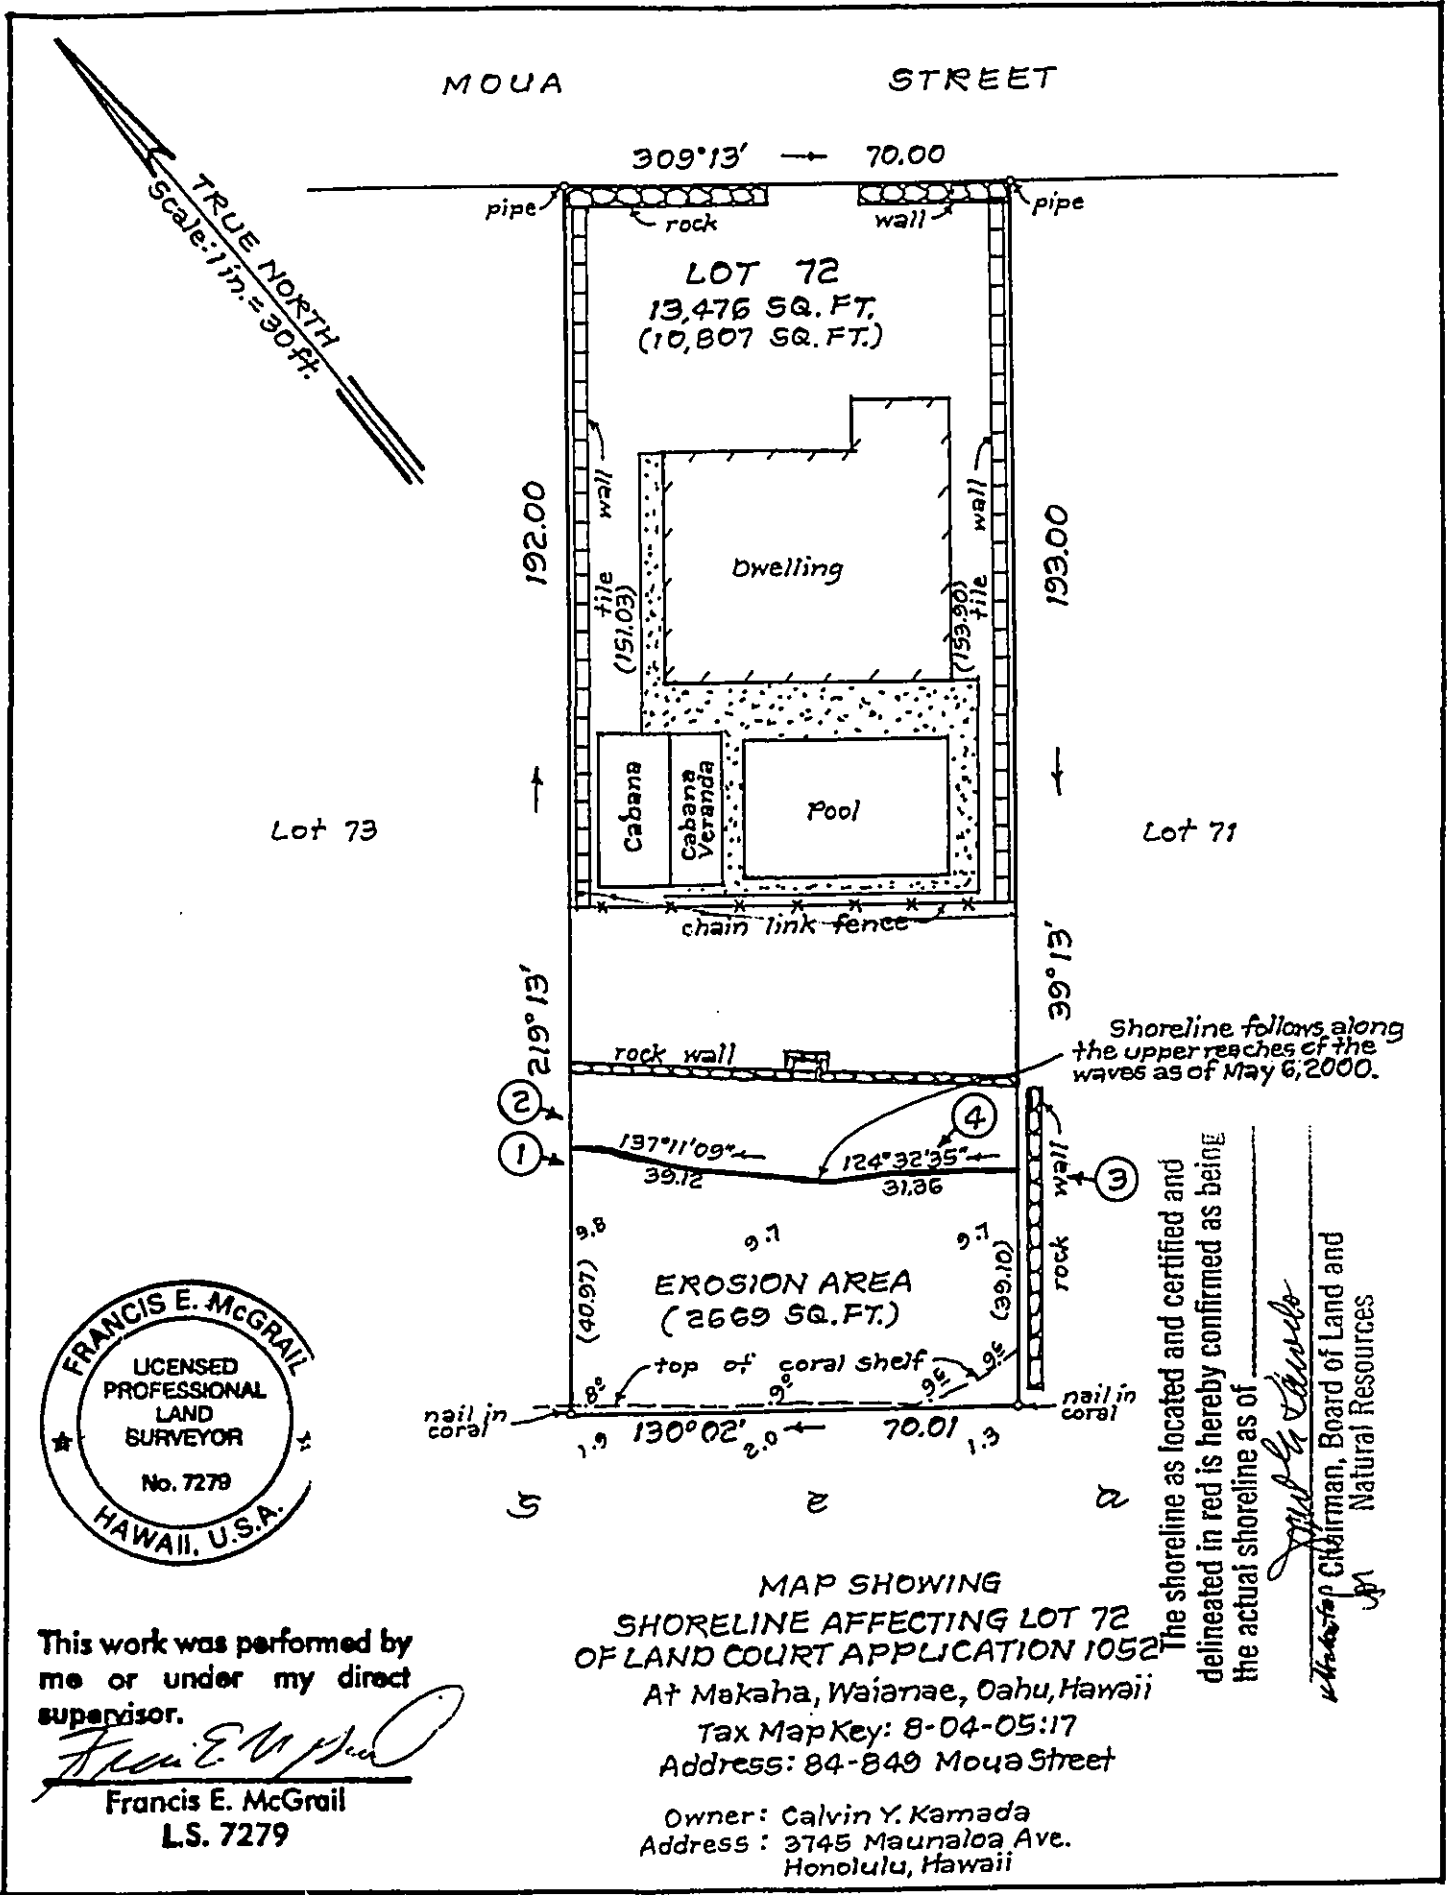 MOUA STREET
309°13' 70.00
TRUE NORTH
Scale: 1 in. = 30 ft.
pipe
rock
wall
pipe
LOT 72
13,476 SQ. FT.
(10,807 SQ. FT.)
192.00
tile wall
(151.03)
Dwelling
tile wall
(153.90)
193.00
Cabana
Cabana
Veranda
Pool
Lot 73
Lot 71
chain link fence
219°13'
39°13'
rock wall
Shoreline follows along
the upper reaches of the
waves as of May 6, 2000.
2
1
4
3
137°11'09"
39.12
124°32'35"
31.36
rock wall
9.8
9.7
9.7
(40.97)
(39.10)
EROSION AREA
(2669 SQ. FT.)
top of coral shelf
nail in
coral
nail in
coral
130°02' 70.01
1.9
2.0
1.3
S e a
FRANCIS E. McGRAIL
LICENSED
PROFESSIONAL
LAND
SURVEYOR
No. 7279
HAWAII, U.S.A.
The shoreline as located and certified and
delineated in red is hereby confirmed as being
the actual shoreline as of
Chairman, Board of Land and
Natural Resources
This work was performed by
me or under my direct
supervisor.
Francis E. McGrail
L.S. 7279
MAP SHOWING
SHORELINE AFFECTING LOT 72
OF LAND COURT APPLICATION 1052
At Makaha, Waianae, Oahu, Hawaii
Tax Map Key: 8-04-05:17
Address: 84-849 Moua Street
Owner: Calvin Y. Kamada
Address: 3745 Maunaloa Ave.
Honolulu, Hawaii